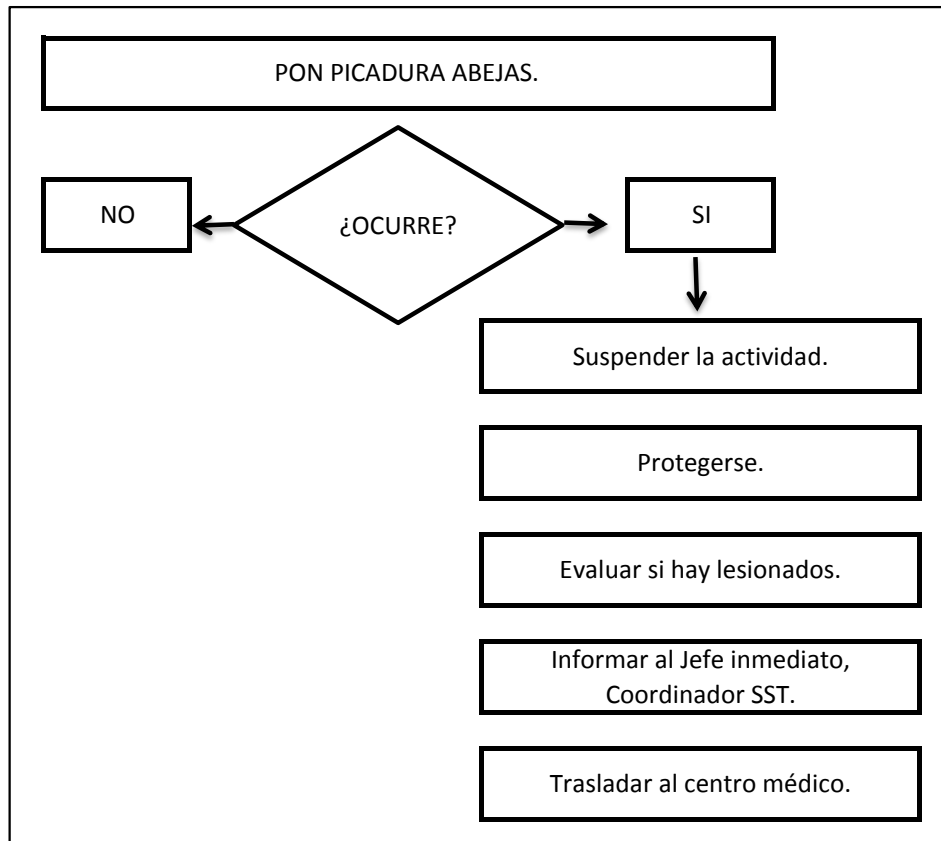 PON PICADURA ABEJAS.
NO
¿OCURRE?
SI
Suspender la actividad.
Protegerse.
Evaluar si hay lesionados.
Informar al Jefe inmediato,
Coordinador SST.
Trasladar al centro médico.